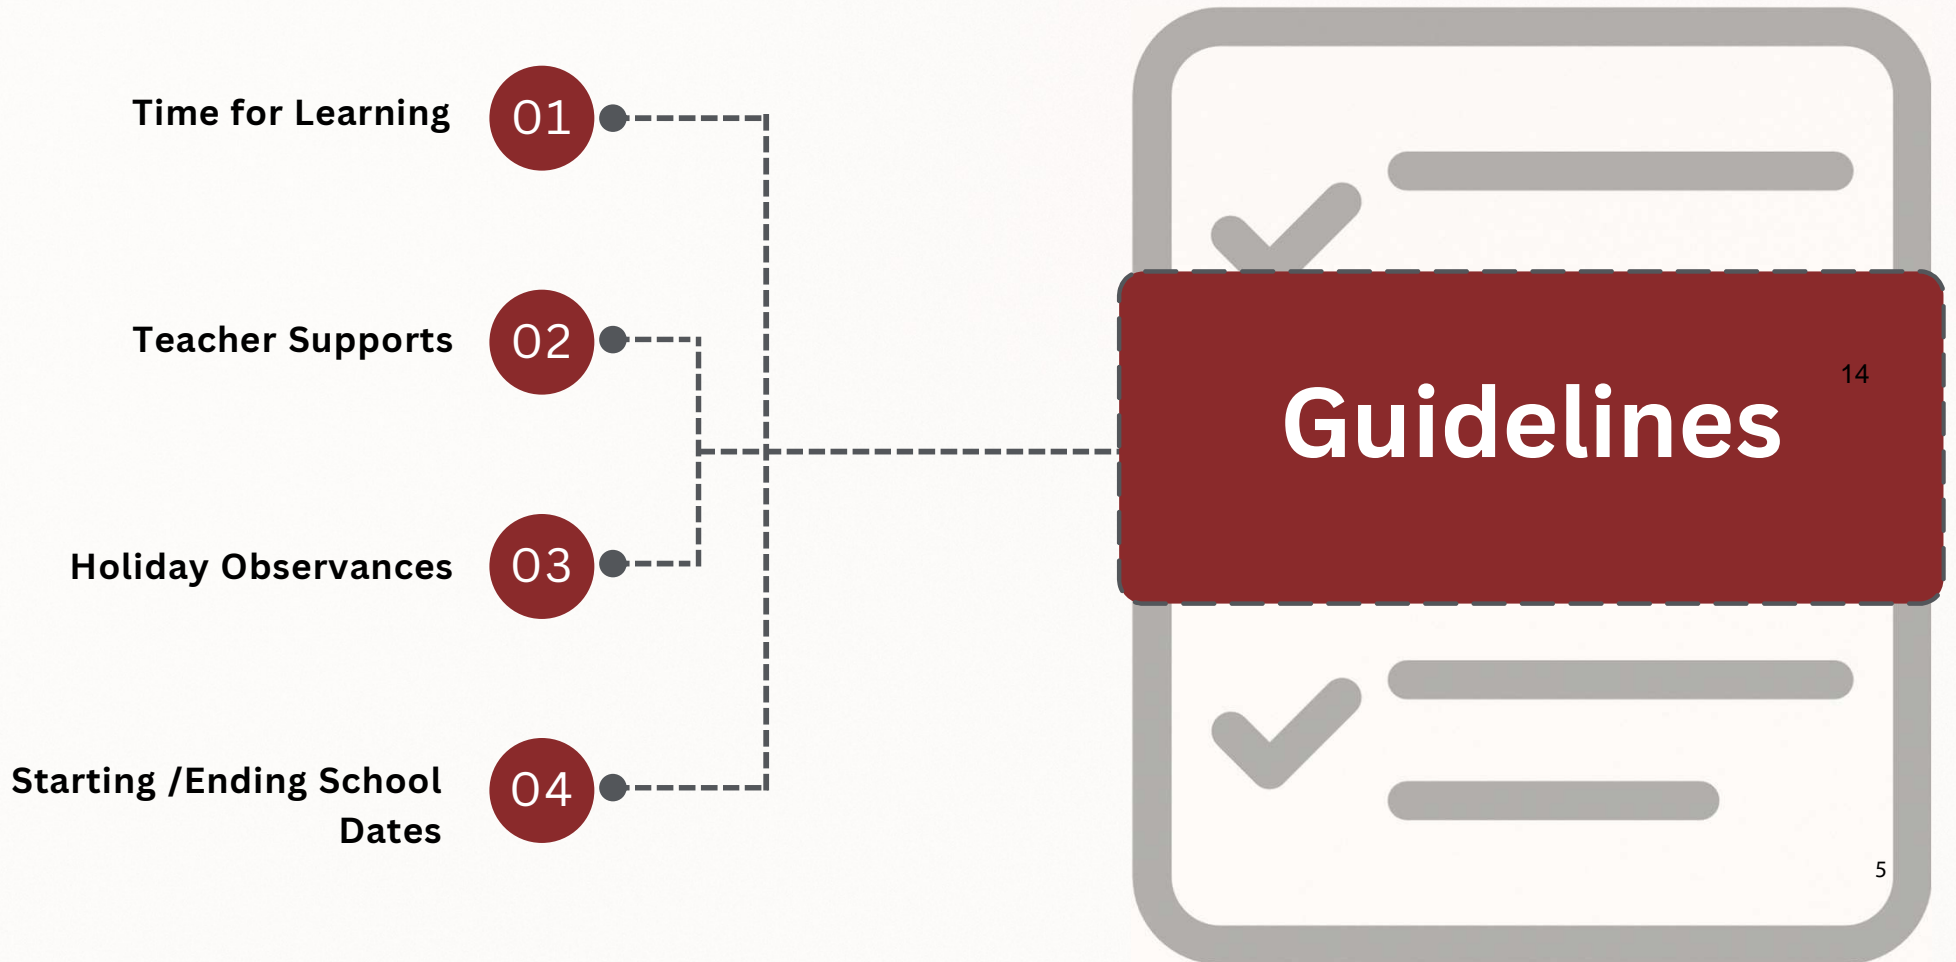 Time for Learning
01
Teacher Supports
02
Holiday Observances
03
Starting /Ending School
Dates
04
14
Guidelines
5